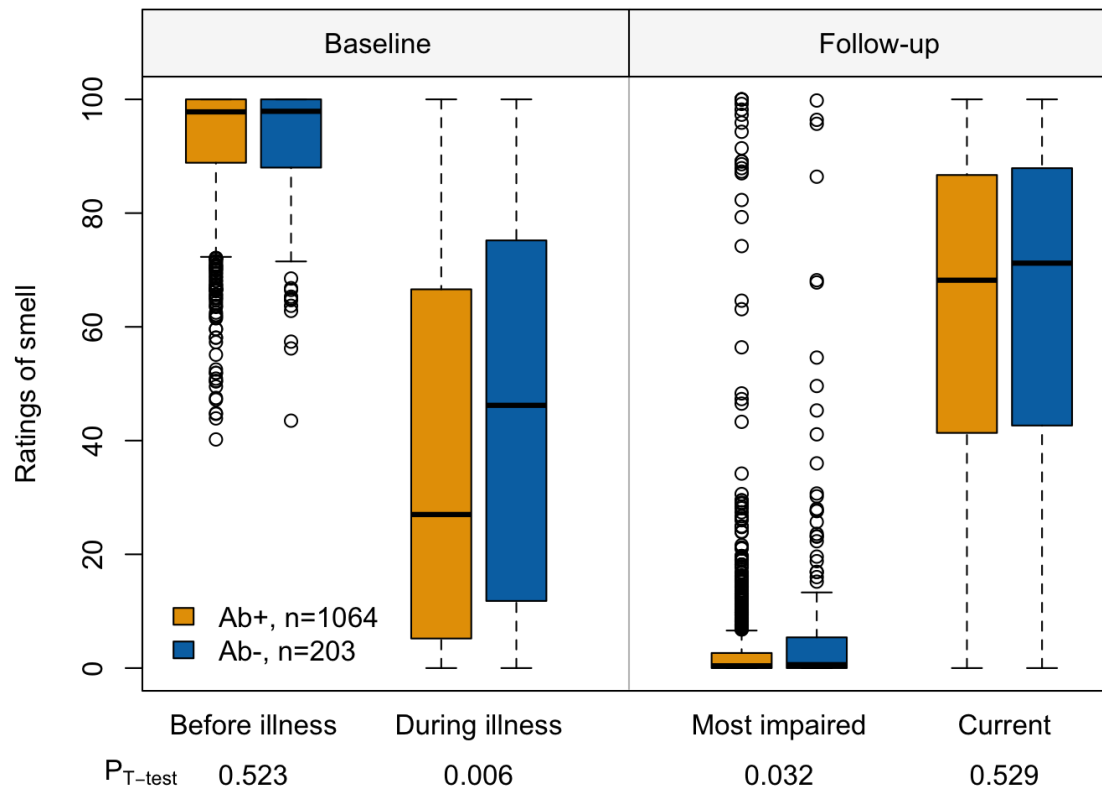 Baseline
Follow-up
Ratings of smell
100
80
60
40
20
0
Ab+, n=1064
Ab-, n=203
Before illness
During illness
Most impaired
Current
P_T−test 0.523 0.006 0.032 0.529